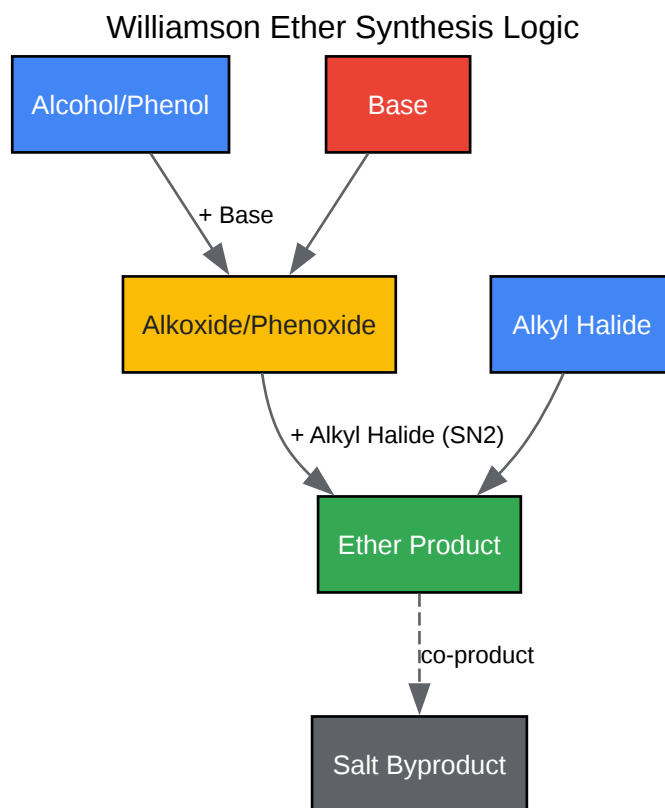 Williamson Ether Synthesis Logic
Alcohol/Phenol
Base
+ Base
Alkoxide/Phenoxide
Alkyl Halide
+ Alkyl Halide (SN2)
Ether Product
co-product
Salt Byproduct